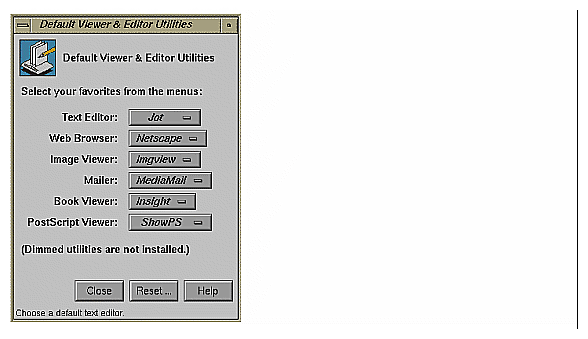 Default Viewer & Editor Utilities
Default Viewer & Editor Utilities
Select your favorites from the menus:
Text Editor: Jot
Web Browser: Netscape
Image Viewer: Imgview
Mailer: MediaMail
Book Viewer: Insight
PostScript Viewer: ShowPS
(Dimmed utilities are not installed.)
Close Reset... Help
Choose a default text editor.